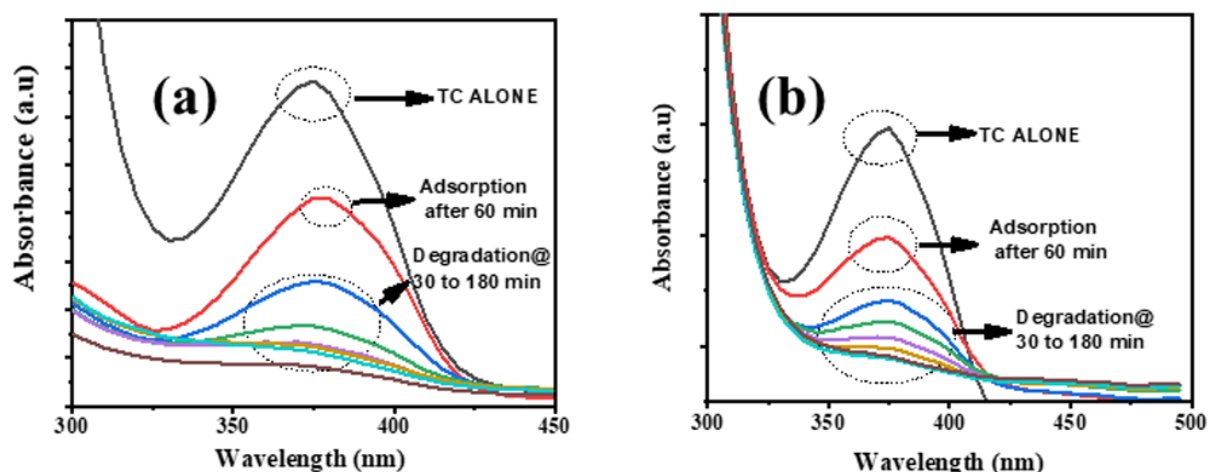 (a)
TC ALONE
Adsorption
after 60 min
Degradation@
30 to 180 min
Absorbance (a.u)
300
350
400
450
Wavelength (nm)
(b)
TC ALONE
Adsorption
after 60 min
Degradation@
30 to 180 min
Absorbance (a.u)
300
350
400
450
500
Wavelength (nm)